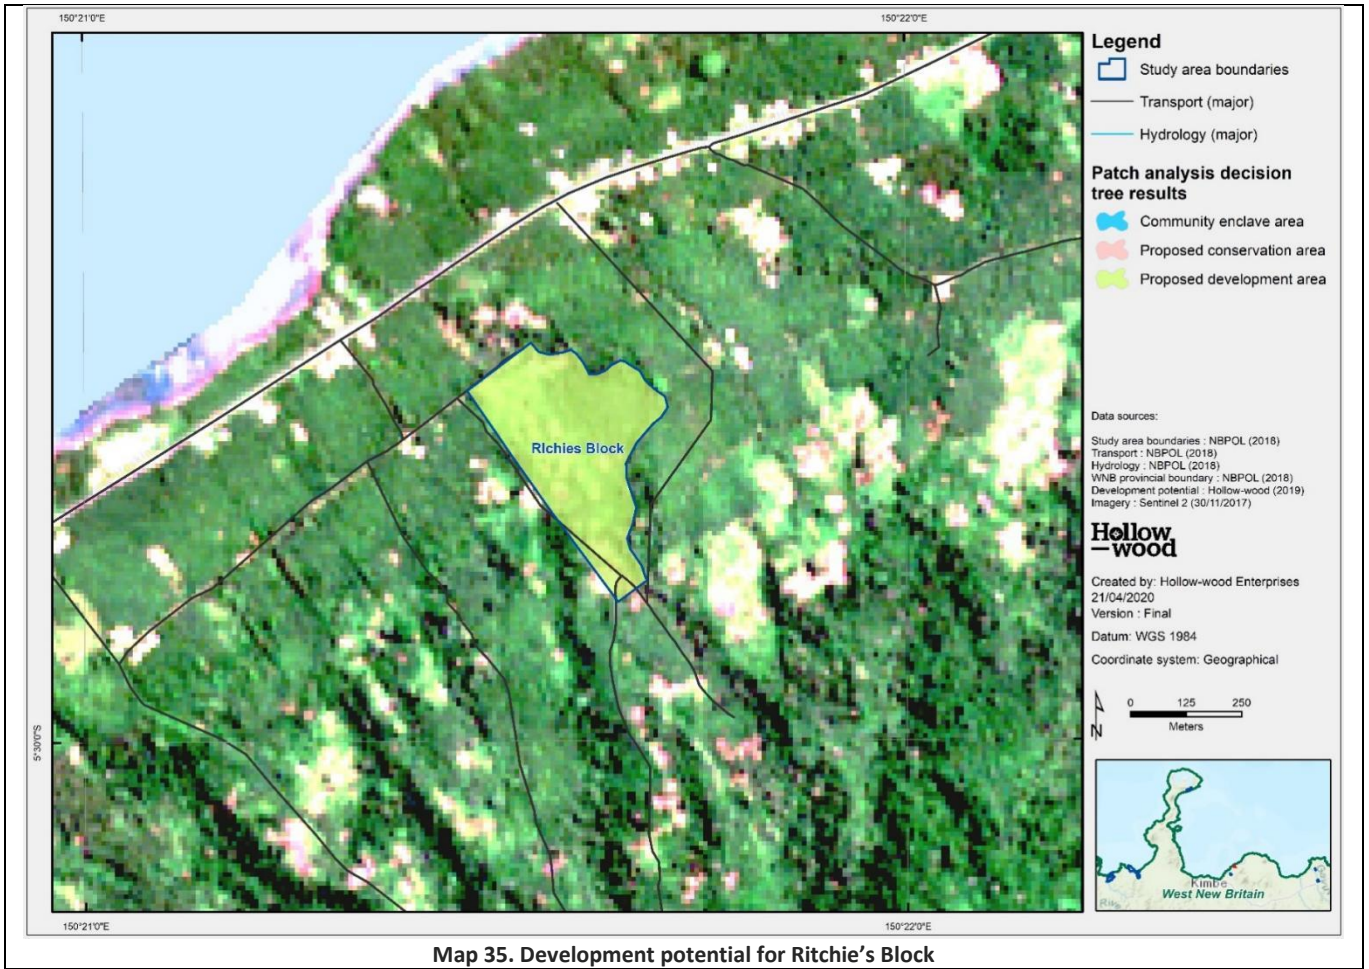 150°21'0"E
150°22'0"E
Legend
Study area boundaries
Transport (major)
Hydrology (major)
Patch analysis decision
tree results
Community enclave area
Proposed conservation area
Proposed development area
RIchies Block
Data sources:
Study area boundaries : NBPOL (2018)
Transport : NBPOL (2018)
Hydrology : NBPOL (2018)
WNB provincial boundary : NBPOL (2018)
Development potential : Hollow-wood (2019)
Imagery : Sentinel 2 (30/11/2017)
Hollow
—wood
Created by: Hollow-wood Enterprises
21/04/2020
Version : Final
Datum: WGS 1984
Coordinate system: Geographical
N
0 125 250
Meters
5°30'0"S
Kimbe
West New Britain
150°21'0"E
150°22'0"E
Map 35. Development potential for Ritchie's Block